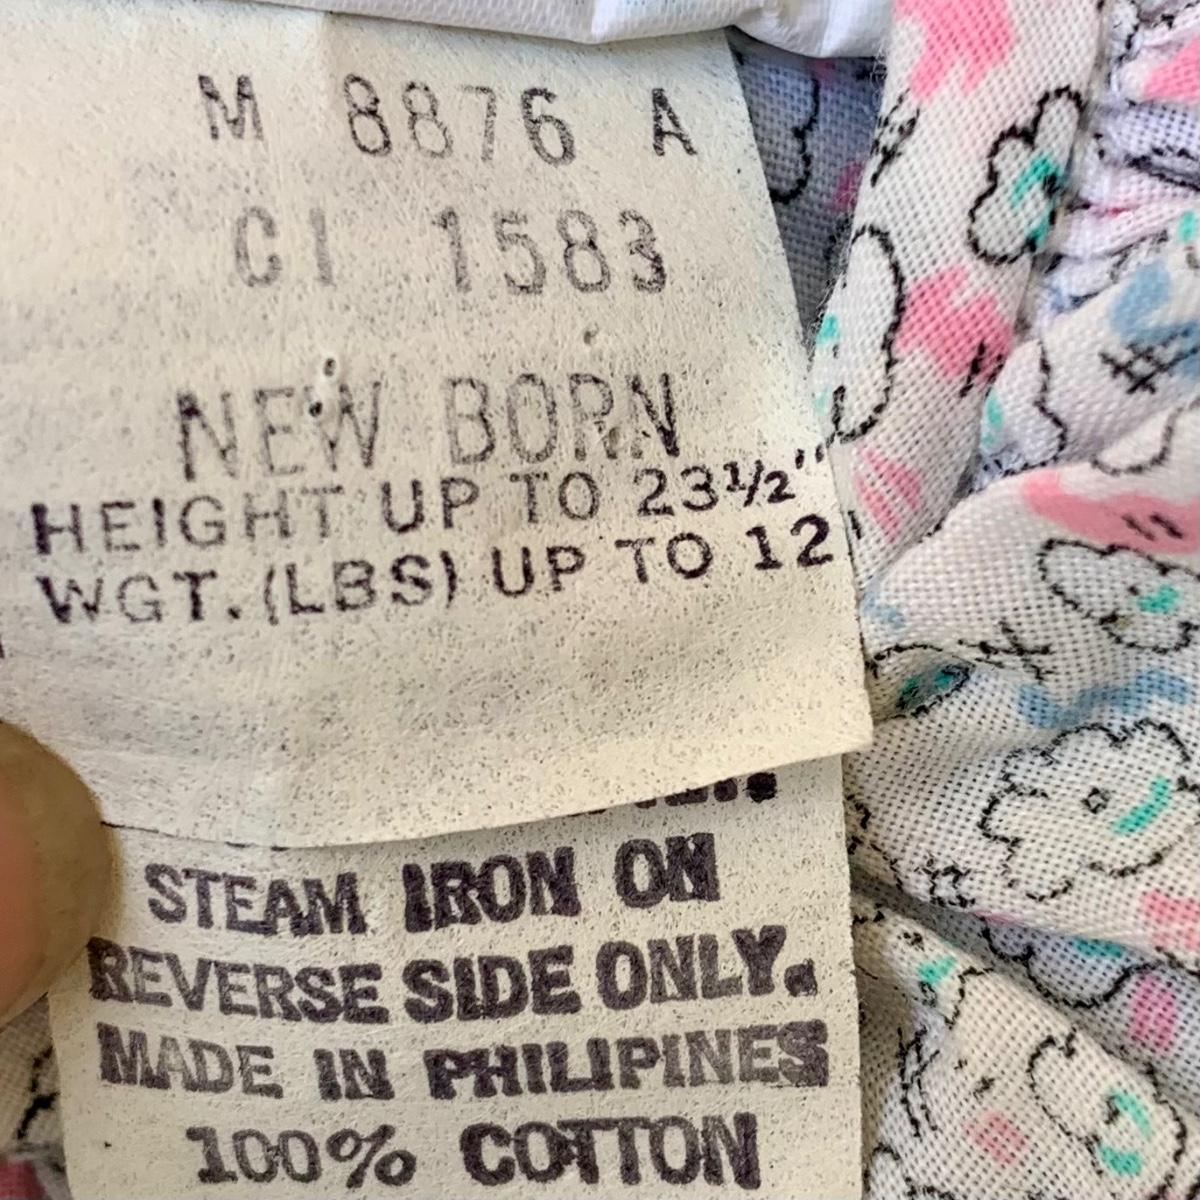 M 8876 A
CI 1583
NEW BORN
HEIGHT UP TO 23½"
WGT. (LBS) UP TO 12
STEAM IRON ON
REVERSE SIDE ONLY.
MADE IN PHILIPINES
100% COTTON